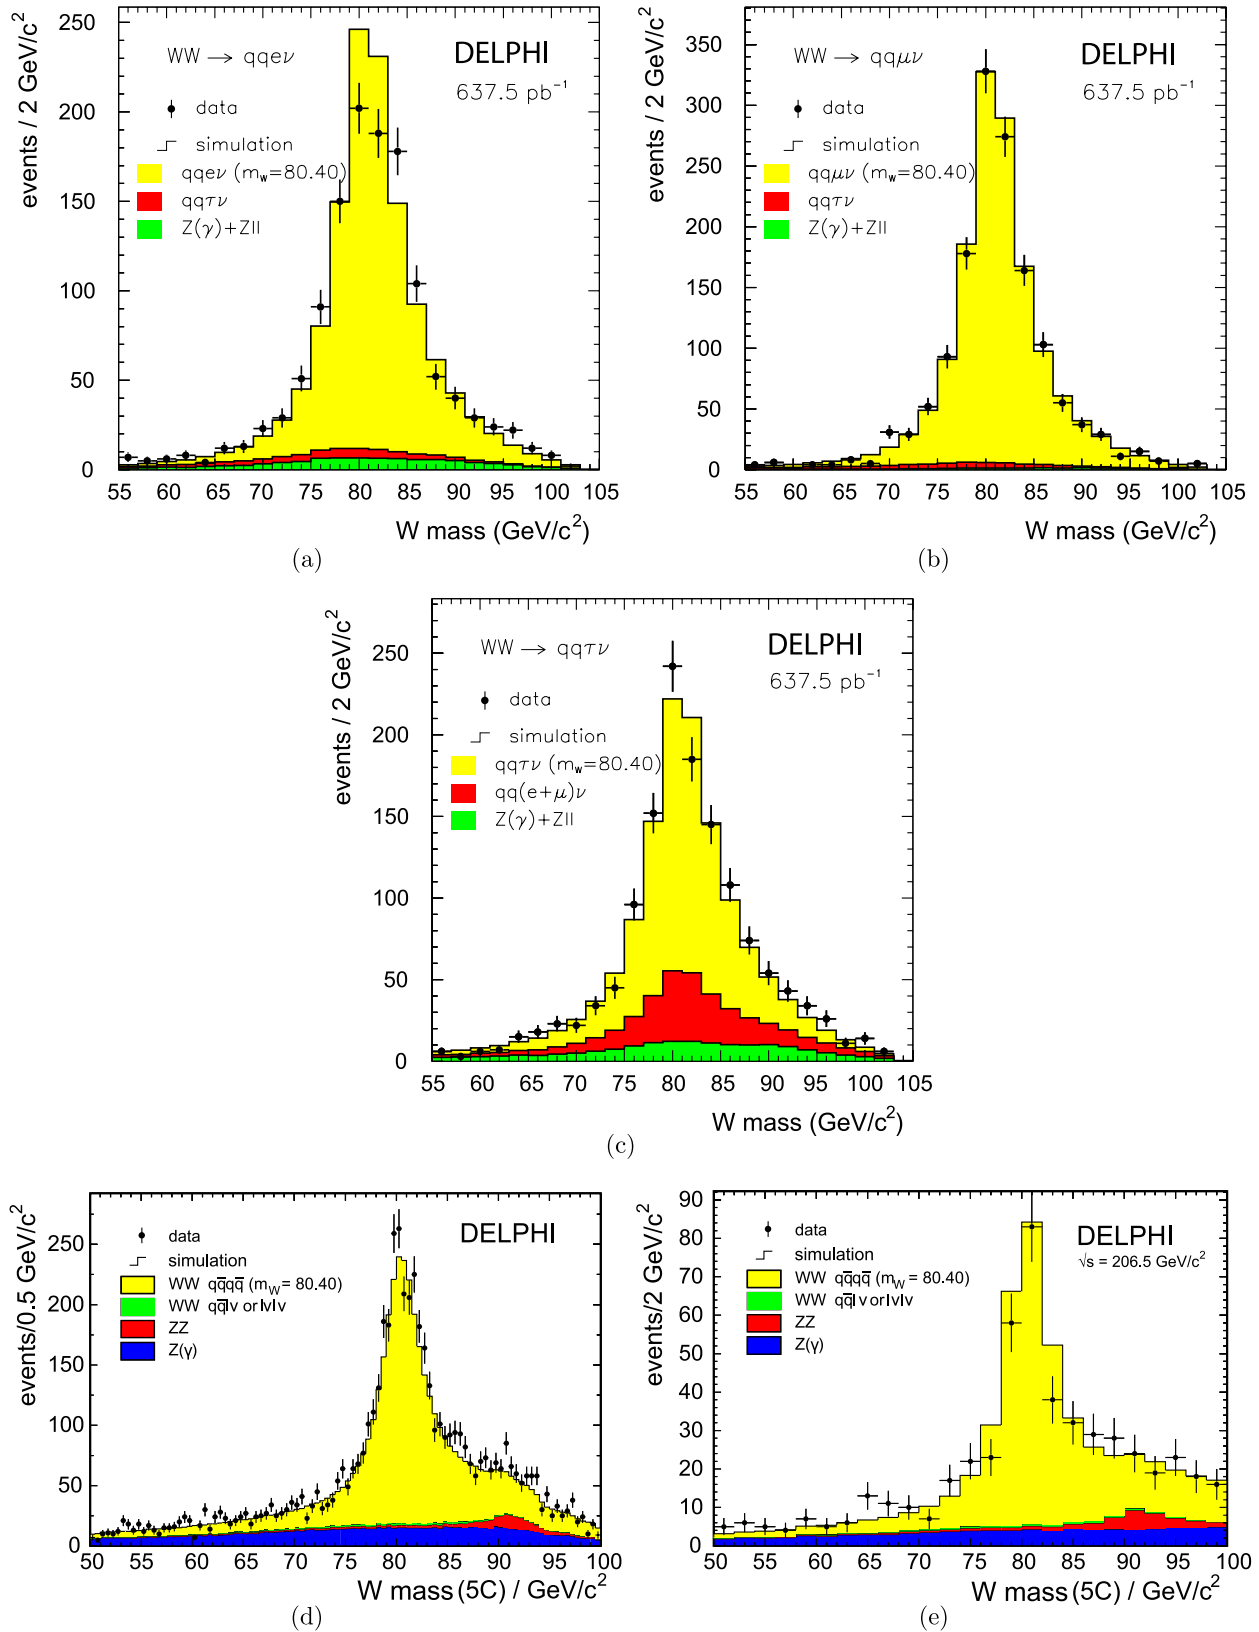 events / 2 GeV/c²
250
200
150
100
50
0
WW → qqeν
DELPHI
637.5 pb⁻¹
data
simulation
qqeν (m_w=80.40)
qqτν
Z(γ)+Zll
55 60 65 70 75 80 85 90 95 100 105
W mass (GeV/c²)
(a)
events / 2 GeV/c²
350
300
250
200
150
100
50
0
WW → qqμν
DELPHI
637.5 pb⁻¹
data
simulation
qqμν (m_w=80.40)
qqτν
Z(γ)+Zll
55 60 65 70 75 80 85 90 95 100 105
W mass (GeV/c²)
(b)
events / 2 GeV/c²
250
200
150
100
50
0
WW → qqτν
DELPHI
637.5 pb⁻¹
data
simulation
qqτν (m_w=80.40)
qq(e+μ)ν
Z(γ)+Zll
55 60 65 70 75 80 85 90 95 100 105
W mass (GeV/c²)
(c)
events/0.5 GeV/c²
250
200
150
100
50
0
DELPHI
data
simulation
WW qq̄qq̄ (m_W = 80.40)
WW qq̄lν or lνlν
ZZ
Z(γ)
50 55 60 65 70 75 80 85 90 95 100
W mass (5C) / GeV/c²
(d)
events/2 GeV/c²
90
80
70
60
50
40
30
20
10
0
DELPHI
√s = 206.5 GeV/c²
data
simulation
WW qq̄qq̄ (m_W = 80.40)
WW qq̄lν or lνlν
ZZ
Z(γ)
50 55 60 65 70 75 80 85 90 95 100
W mass (5C) / GeV/c²
(e)